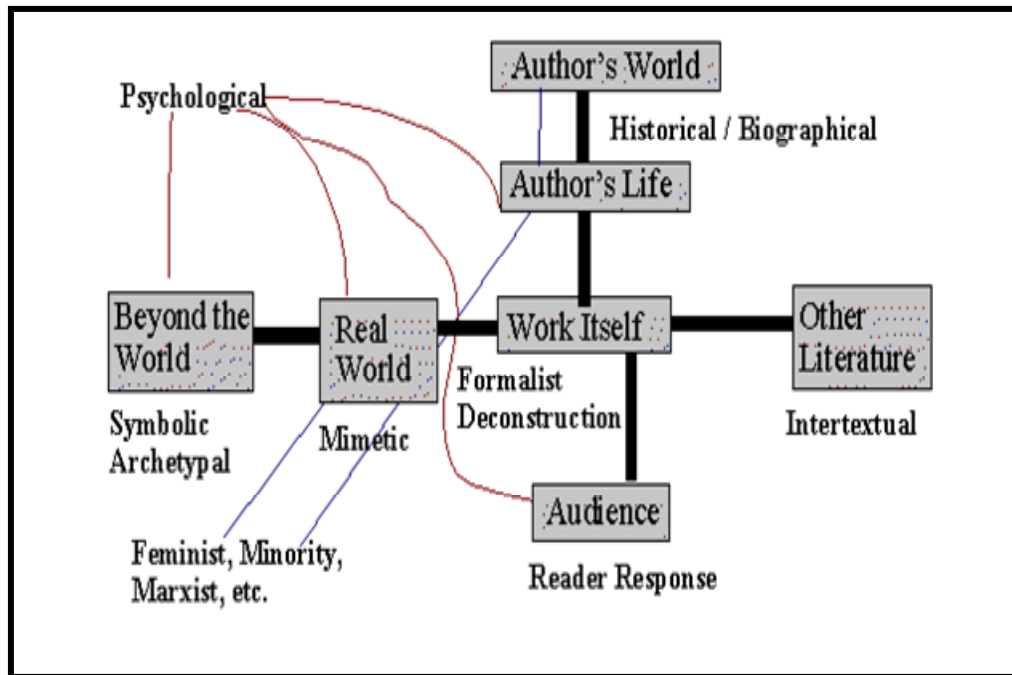 Author's World
Psychological
Historical / Biographical
Author's Life
Beyond the
World
Real
World
Work Itself
Other
Literature
Formalist
Deconstruction
Symbolic
Archetypal
Mimetic
Intertextual
Audience
Feminist, Minority,
Marxist, etc.
Reader Response